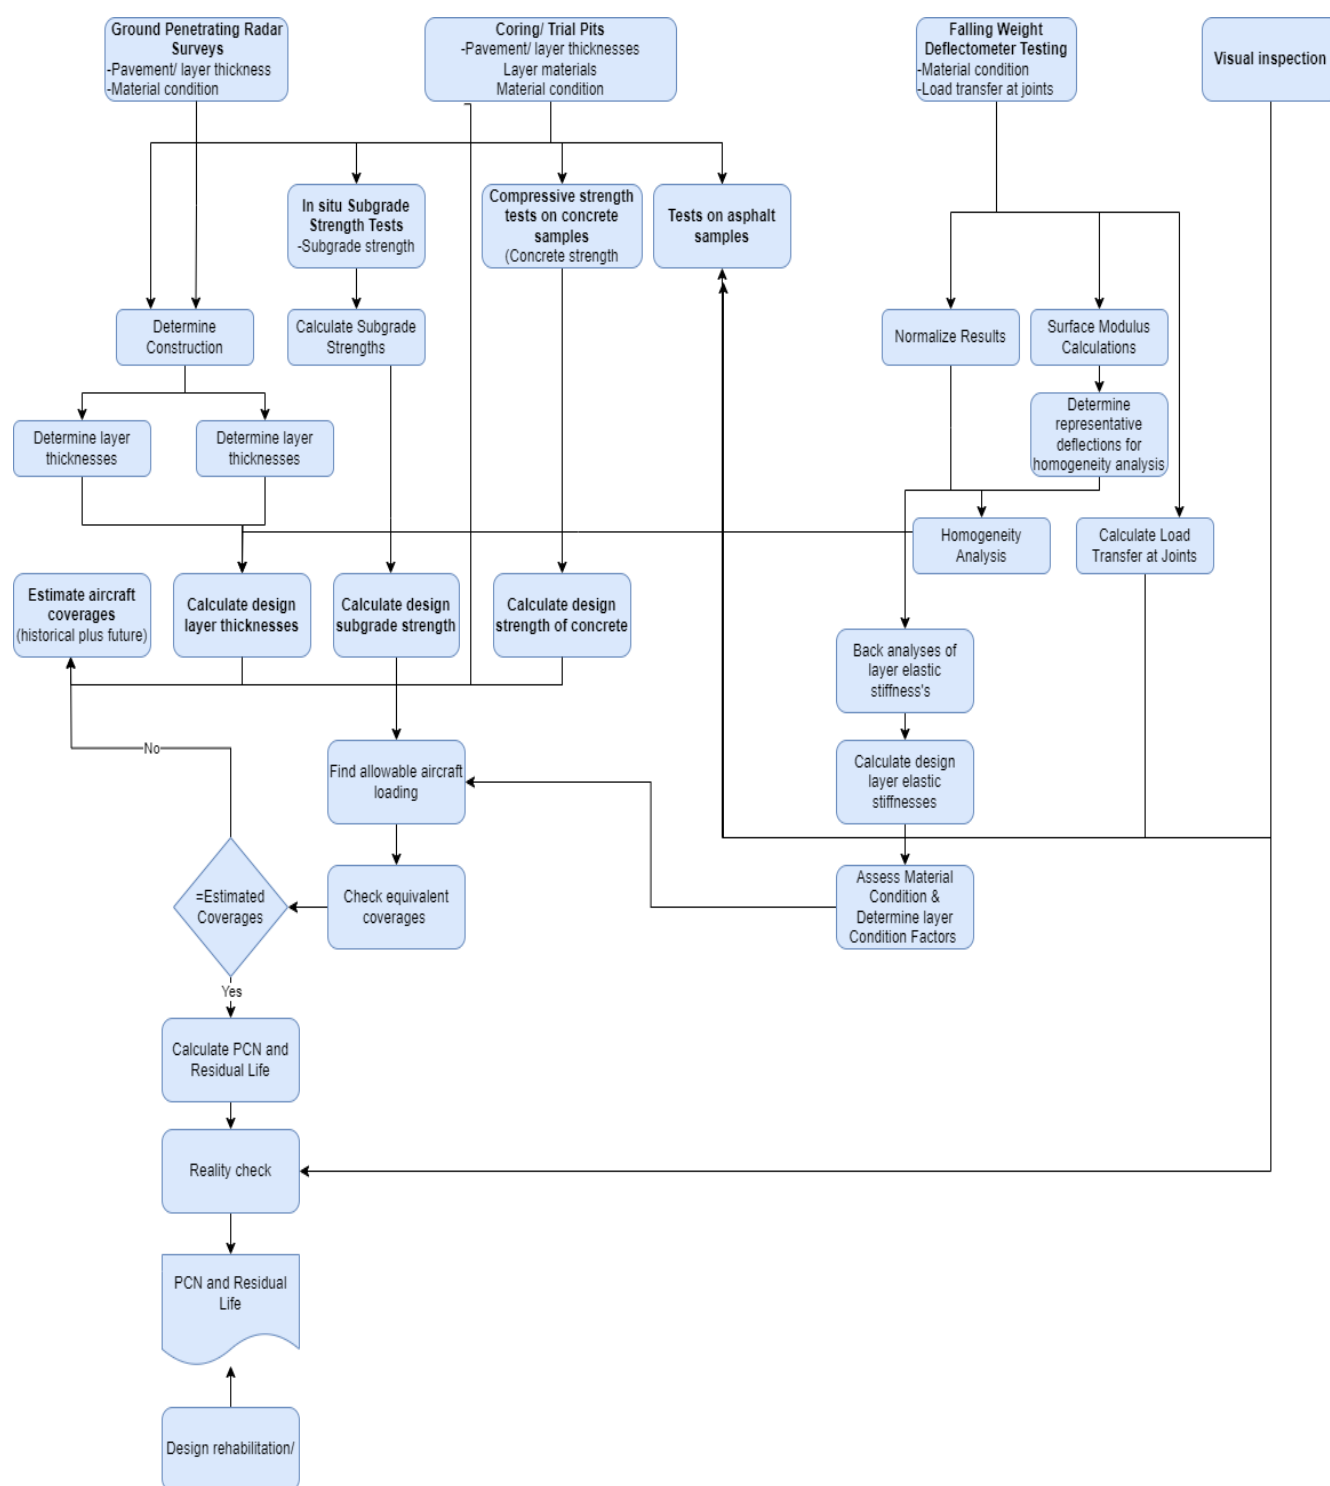 Ground Penetrating Radar
Surveys
-Pavement/ layer thickness
-Material condition
Coring/ Trial Pits
-Pavement/ layer thicknesses
Layer materials
Material condition
Falling Weight
Deflectometer Testing
-Material condition
-Load transfer at joints
Visual inspection
In situ Subgrade
Strength Tests
-Subgrade strength
Compressive strength
tests on concrete
samples
(Concrete strength
Tests on asphalt
samples
Determine
Construction
Calculate Subgrade
Strengths
Normalize Results
Surface Modulus
Calculations
Determine layer
thicknesses
Determine layer
thicknesses
Determine
representative
deflections for
homogeneity analysis
Homogeneity
Analysis
Calculate Load
Transfer at Joints
Estimate aircraft
coverages
(historical plus future)
Calculate design
layer thicknesses
Calculate design
subgrade strength
Calculate design
strength of concrete
Back analyses of
layer elastic
stiffness's
No
Find allowable aircraft
loading
Calculate design
layer elastic
stiffnesses
=Estimated
Coverages
Check equivalent
coverages
Assess Material
Condition &
Determine layer
Condition Factors
Yes
Calculate PCN and
Residual Life
Reality check
PCN and Residual
Life
Design rehabilitation/